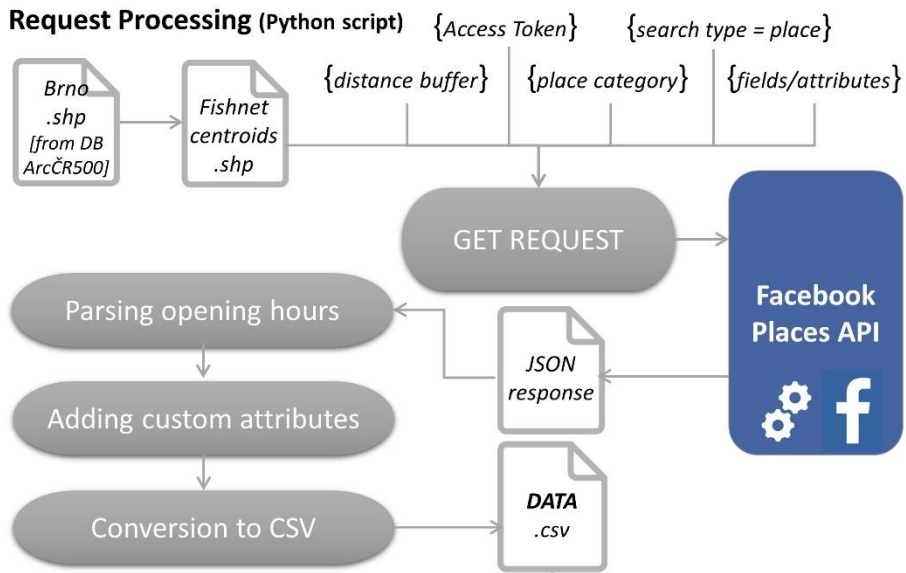 Request Processing (Python script)
{Access Token}
{search type = place}
{distance buffer}
{place category}
{fields/attributes}
Brno
.shp
[from DB
ArcČR500]
Fishnet
centroids
.shp
GET REQUEST
Facebook
Places API
f
JSON
response
Parsing opening hours
Adding custom attributes
Conversion to CSV
DATA
.csv